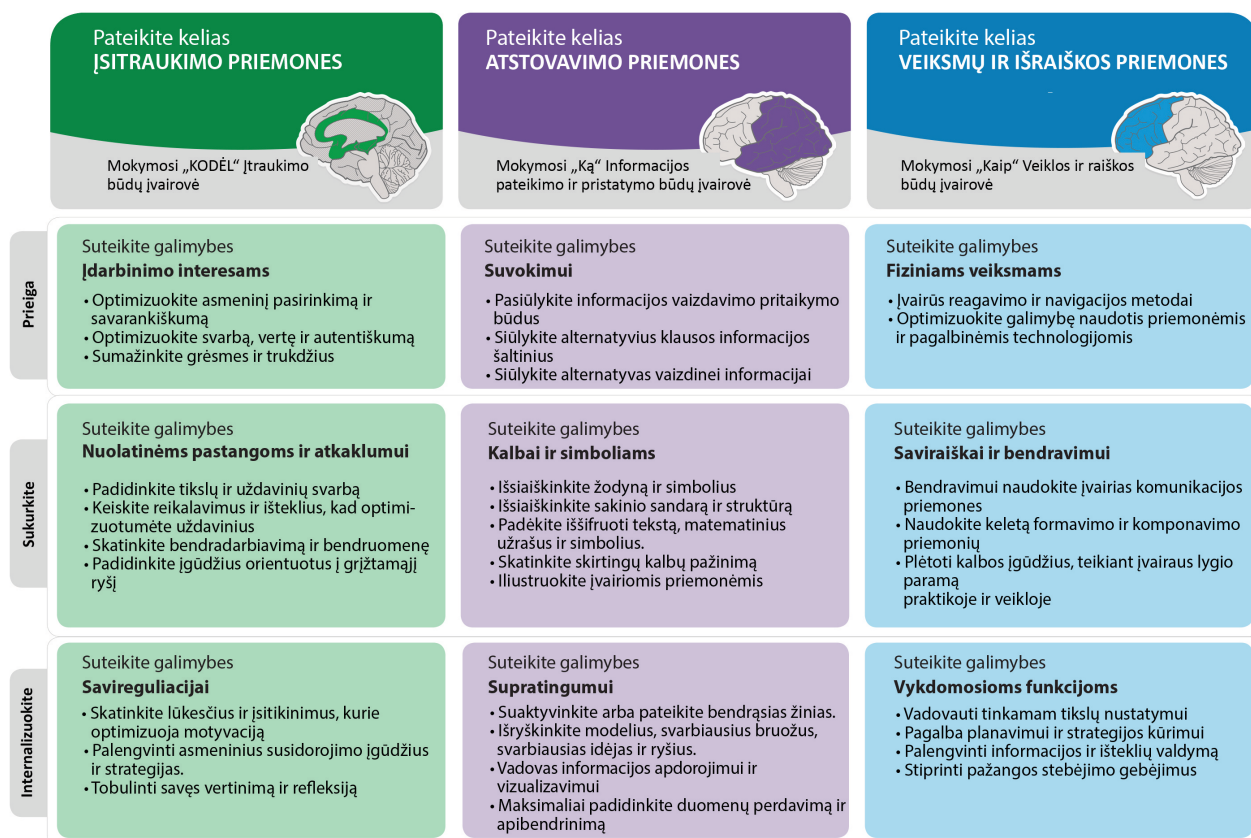 Pateikite kelias
ĮSITRAUKIMO PRIEMONES
Mokymosi „KODĖL“ Įtraukimo
būdų įvairovė
Pateikite kelias
ATSTOVAVIMO PRIEMONES
Mokymosi „Ką“ Informacijos
pateikimo ir pristatymo būdų įvairovė
Pateikite kelias
VEIKSMŲ IR IŠRAIŠKOS PRIEMONES
Mokymosi „Kaip“ Veiklos ir raiškos
būdų įvairovė
Prieiga
Suteikite galimybes
Įdarbinimo interesams
• Optimizuokite asmeninį pasirinkimą ir
savarankiškumą
• Optimizuokite svarbą, vertę ir autentiškumą
• Sumažinkite grėsmes ir trukdžius
Suteikite galimybes
Suvokimui
• Pasiūlykite informacijos vaizdavimo pritaikymo
būdus
• Siūlykite alternatyvius klausos informacijos
šaltinius
• Siūlykite alternatyvas vaizdinei informacijai
Suteikite galimybes
Fiziniams veiksmams
• Įvairūs reagavimo ir navigacijos metodai
• Optimizuokite galimybę naudotis priemonėmis
ir pagalbinėmis technologijomis
Sukurkite
Suteikite galimybes
Nuolatinėms pastangoms ir atkaklumui
• Padidinkite tikslų ir uždavinių svarbą
• Keiskite reikalavimus ir išteklius, kad optimi-
zuotumėte uždavinius
• Skatinkite bendradarbiavimą ir bendruomenę
• Padidinkite įgūdžius orientuotus į grįžtamąjį
ryšį
Suteikite galimybes
Kalbai ir simboliams
• Išsiaiškinkite žodyną ir simbolius
• Išsiaiškinkite sakinio sandarą ir struktūrą
• Padėkite iššifruoti tekstą, matematinius
užrašus ir simbolius.
• Skatinkite skirtingų kalbų pažinimą
• Iliustruokite įvairiomis priemonėmis
Suteikite galimybes
Saviraiškai ir bendravimui
• Bendravimui naudokite įvairias komunikacijos
priemones
• Naudokite keletą formavimo ir komponavimo
priemonių
• Plėtoti kalbos įgūdžius, teikiant įvairaus lygio
paramą
praktikoje ir veikloje
Internalizuokite
Suteikite galimybes
Savireguliacijai
• Skatinkite lūkesčius ir įsitikinimus, kurie
optimizuoja motyvaciją
• Palengvinti asmeninius susidorojimo įgūdžius
ir strategijas.
• Tobulinti savęs vertinimą ir refleksiją
Suteikite galimybes
Supratingumui
• Suaktyvinkite arba pateikite bendrąsias žinias.
• Išryškinkite modelius, svarbiausius bruožus,
svarbiausias idėjas ir ryšius.
• Vadovas informacijos apdorojimui ir
vizualizavimui
• Maksimaliai padidinkite duomenų perdavimą ir
apibendrinimą
Suteikite galimybes
Vykdomosioms funkcijoms
• Vadovauti tinkamam tikslų nustatymui
• Pagalba planavimui ir strategijos kūrimui
• Palengvinti informacijos ir išteklių valdymą
• Stiprinti pažangos stebėjimo gebėjimus